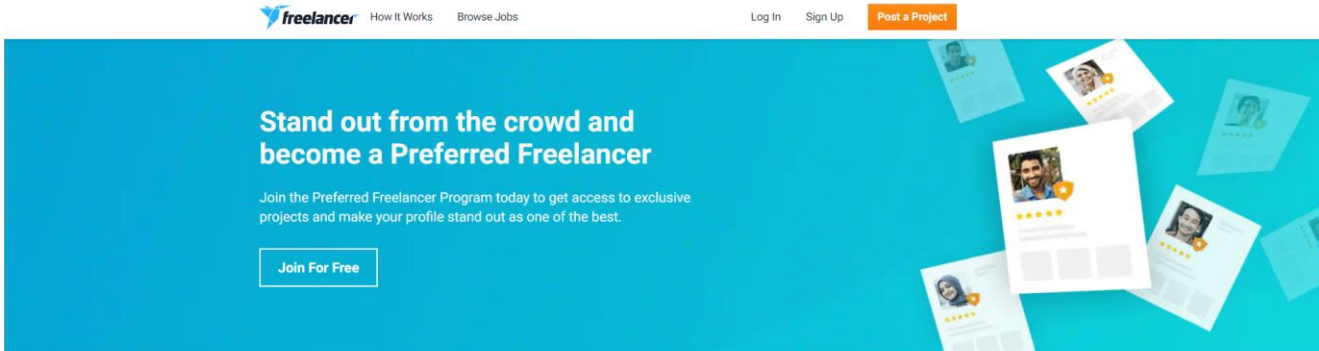 freelancer How It Works Browse Jobs Log In Sign Up Post a Project
Stand out from the crowd and
become a Preferred Freelancer
Join the Preferred Freelancer Program today to get access to exclusive
projects and make your profile stand out as one of the best.
Join For Free